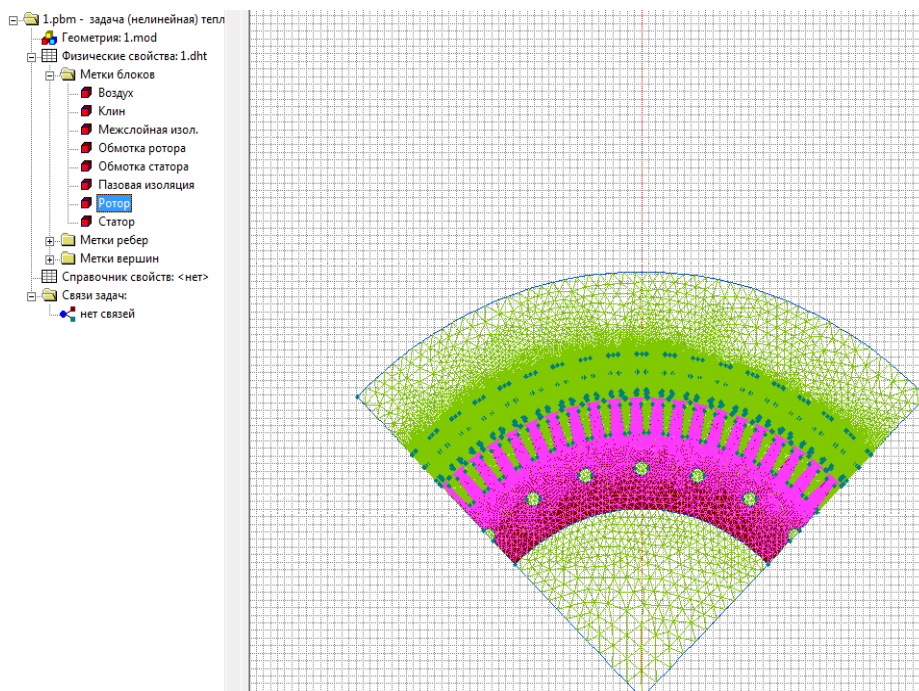 1.pbm - задача (нелинейная) тепл
Геометрия: 1.mod
Физические свойства: 1.dht
Метки блоков
Воздух
Клин
Межслойная изол.
Обмотка ротора
Обмотка статора
Пазовая изоляция
Ротор
Статор
Метки ребер
Метки вершин
Справочник свойств: <нет>
Связи задач:
нет связей